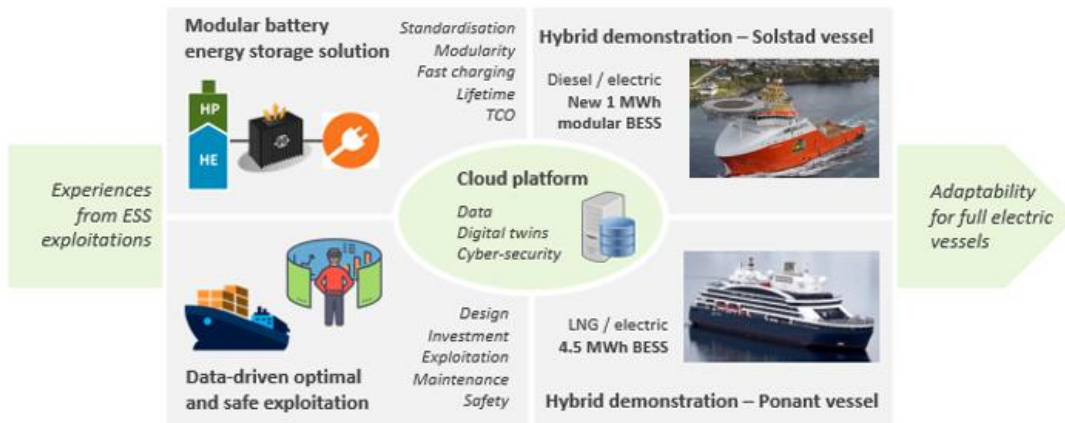 Experiences
from ESS
exploitations
Modular battery
energy storage solution
HP
HE
Standardisation
Modularity
Fast charging
Lifetime
TCO
Hybrid demonstration – Solstad vessel
Diesel / electric
New 1 MWh
modular BESS
Cloud platform
Data
Digital twins
Cyber-security
Data-driven optimal
and safe exploitation
Design
Investment
Exploitation
Maintenance
Safety
LNG / electric
4.5 MWh BESS
Hybrid demonstration – Ponant vessel
Adaptability
for full electric
vessels